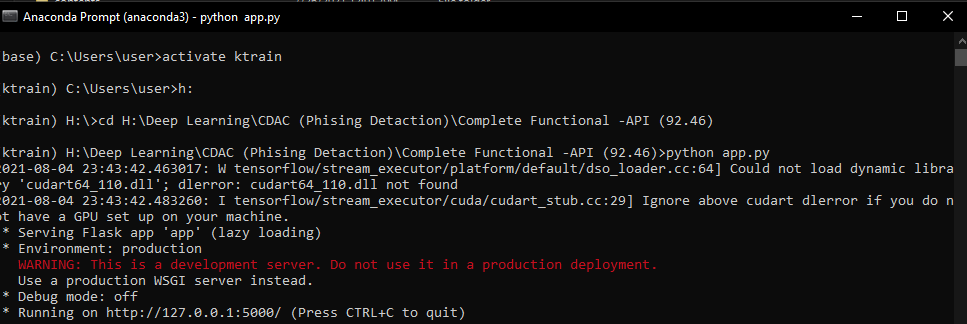 Anaconda Prompt (anaconda3) - python  app.py
base) C:\Users\user>activate ktrain
ktrain) C:\Users\user>h:
ktrain) H:\>cd H:\Deep Learning\CDAC (Phising Detaction)\Complete Functional -API (92.46)
ktrain) H:\Deep Learning\CDAC (Phising Detaction)\Complete Functional -API (92.46)>python app.py
2021-08-04 23:43:42.463017: W tensorflow/stream_executor/platform/default/dso_loader.cc:64] Could not load dynamic libra
ry 'cudart64_110.dll'; dlerror: cudart64_110.dll not found
2021-08-04 23:43:42.483260: I tensorflow/stream_executor/cuda/cudart_stub.cc:29] Ignore above cudart dlerror if you do n
ot have a GPU set up on your machine.
* Serving Flask app 'app' (lazy loading)
* Environment: production
WARNING: This is a development server. Do not use it in a production deployment.
Use a production WSGI server instead.
* Debug mode: off
* Running on http://127.0.0.1:5000/ (Press CTRL+C to quit)